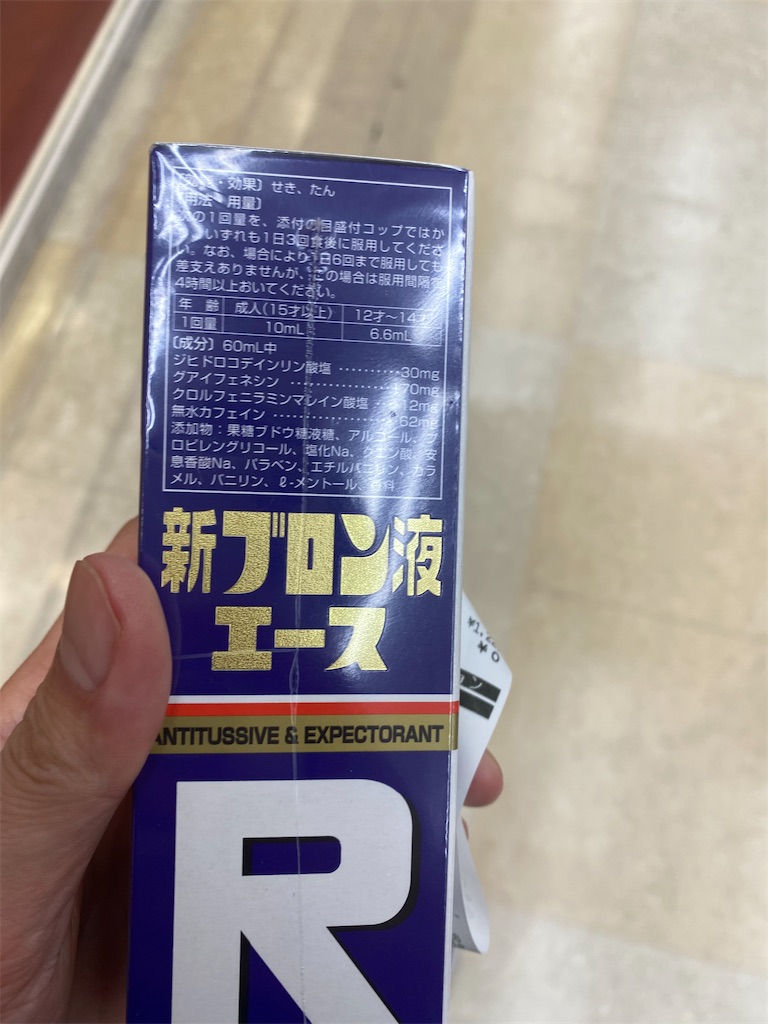 ・効果〕せき、たん
用法・用量〕
の1回量を、添付の目盛付コップではか
いずれも1日3回食後に服用してくださ
い。なお、場合により1日6回まで服用しても
差支えありませんが、この場合は服用間隔を
4時間以上おいてください。
年 齢 成人(15才以上) 12才〜14才
1回量 10mL 6.6mL
〔成分〕60mL中
ジヒドロコデインリン酸塩 ‥‥‥‥30mg
グアイフェネシン ‥‥‥‥‥‥170mg
クロルフェニラミンマレイン酸塩 12mg
無水カフェイン ‥‥‥‥‥‥‥62mg
添加物:果糖ブドウ糖液糖、アルコール、プ
ロピレングリコール、塩化Na、クエン酸、安
息香酸Na、パラベン、エチルバニリン、カラ
メル、バニリン、ℓ-メントール、香料
新ブロン液
エース
ANTITUSSIVE & EXPECTORANT
R